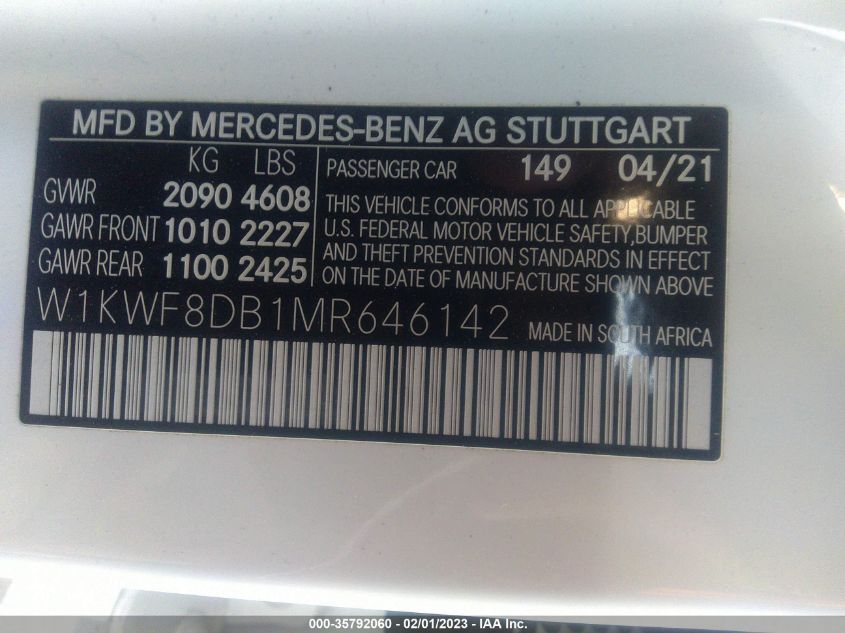 MFD BY MERCEDES-BENZ AG STUTTGART
KG LBS
GVWR 2090 4608
GAWR FRONT 1010 2227
GAWR REAR 1100 2425
PASSENGER CAR 149 04/21
THIS VEHICLE CONFORMS TO ALL APPLICABLE
U.S. FEDERAL MOTOR VEHICLE SAFETY,BUMPER
AND THEFT PREVENTION STANDARDS IN EFFECT
ON THE DATE OF MANUFACTURE SHOWN ABOVE
W1KWF8DB1MR646142 MADE IN SOUTH AFRICA
000-35792060 - 02/01/2023 - IAA Inc.